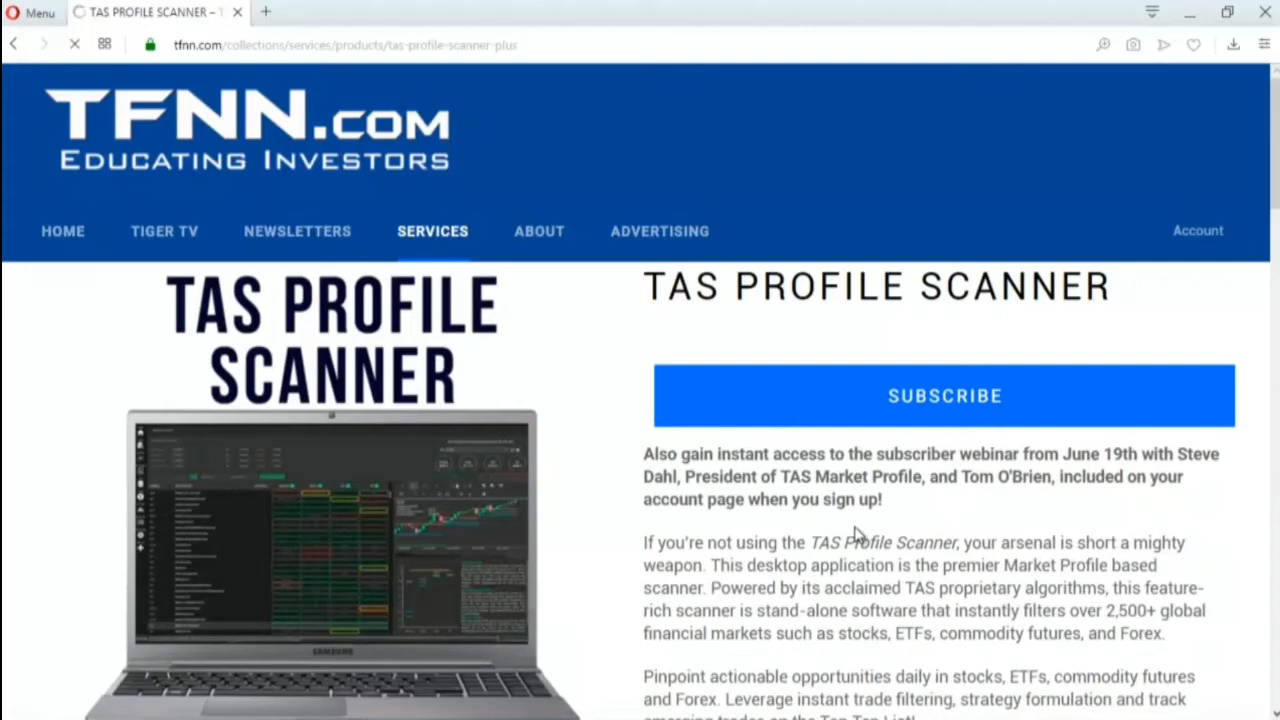 Menu
TAS PROFILE SCANNER – T
tfnn.com/collections/services/products/tas-profile-scanner-plus
TFNN.COM
EDUCATING INVESTORS
HOME TIGER TV NEWSLETTERS SERVICES ABOUT ADVERTISING Account
TAS PROFILE
SCANNER
SAMSUNG
TAS PROFILE SCANNER
SUBSCRIBE
Also gain instant access to the subscriber webinar from June 19th with Steve
Dahl, President of TAS Market Profile, and Tom O'Brien, included on your
account page when you sign up!
If you're not using the TAS Profile Scanner, your arsenal is short a mighty
weapon. This desktop application is the premier Market Profile based
scanner. Powered by its acclaimed TAS proprietary algorithms, this feature-
rich scanner is stand-alone software that instantly filters over 2,500+ global
financial markets such as stocks, ETFs, commodity futures, and Forex.
Pinpoint actionable opportunities daily in stocks, ETFs, commodity futures
and Forex. Leverage instant trade filtering, strategy formulation and track
emerging trades on the Top Ten List!